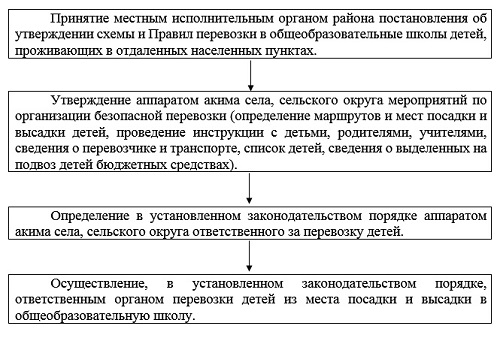 Принятие местным исполнительным органом района постановления об
утверждении схемы и Правил перевозки в общеобразовательные школы детей,
проживающих в отдаленных населенных пунктах.
Утверждение аппаратом акима села, сельского округа мероприятий по
организации безопасной перевозки (определение маршрутов и мест посадки и
высадки детей, проведение инструкции с детьми, родителями, учителями,
сведения о перевозчике и транспорте, список детей, сведения о выделенных на
подвоз детей бюджетных средствах).
Определение в установленном законодательством порядке аппаратом
акима села, сельского округа ответственного за перевозку детей.
Осуществление, в установленном законодательством порядке,
ответственным органом перевозки детей из места посадки и высадки в
общеобразовательную школу.